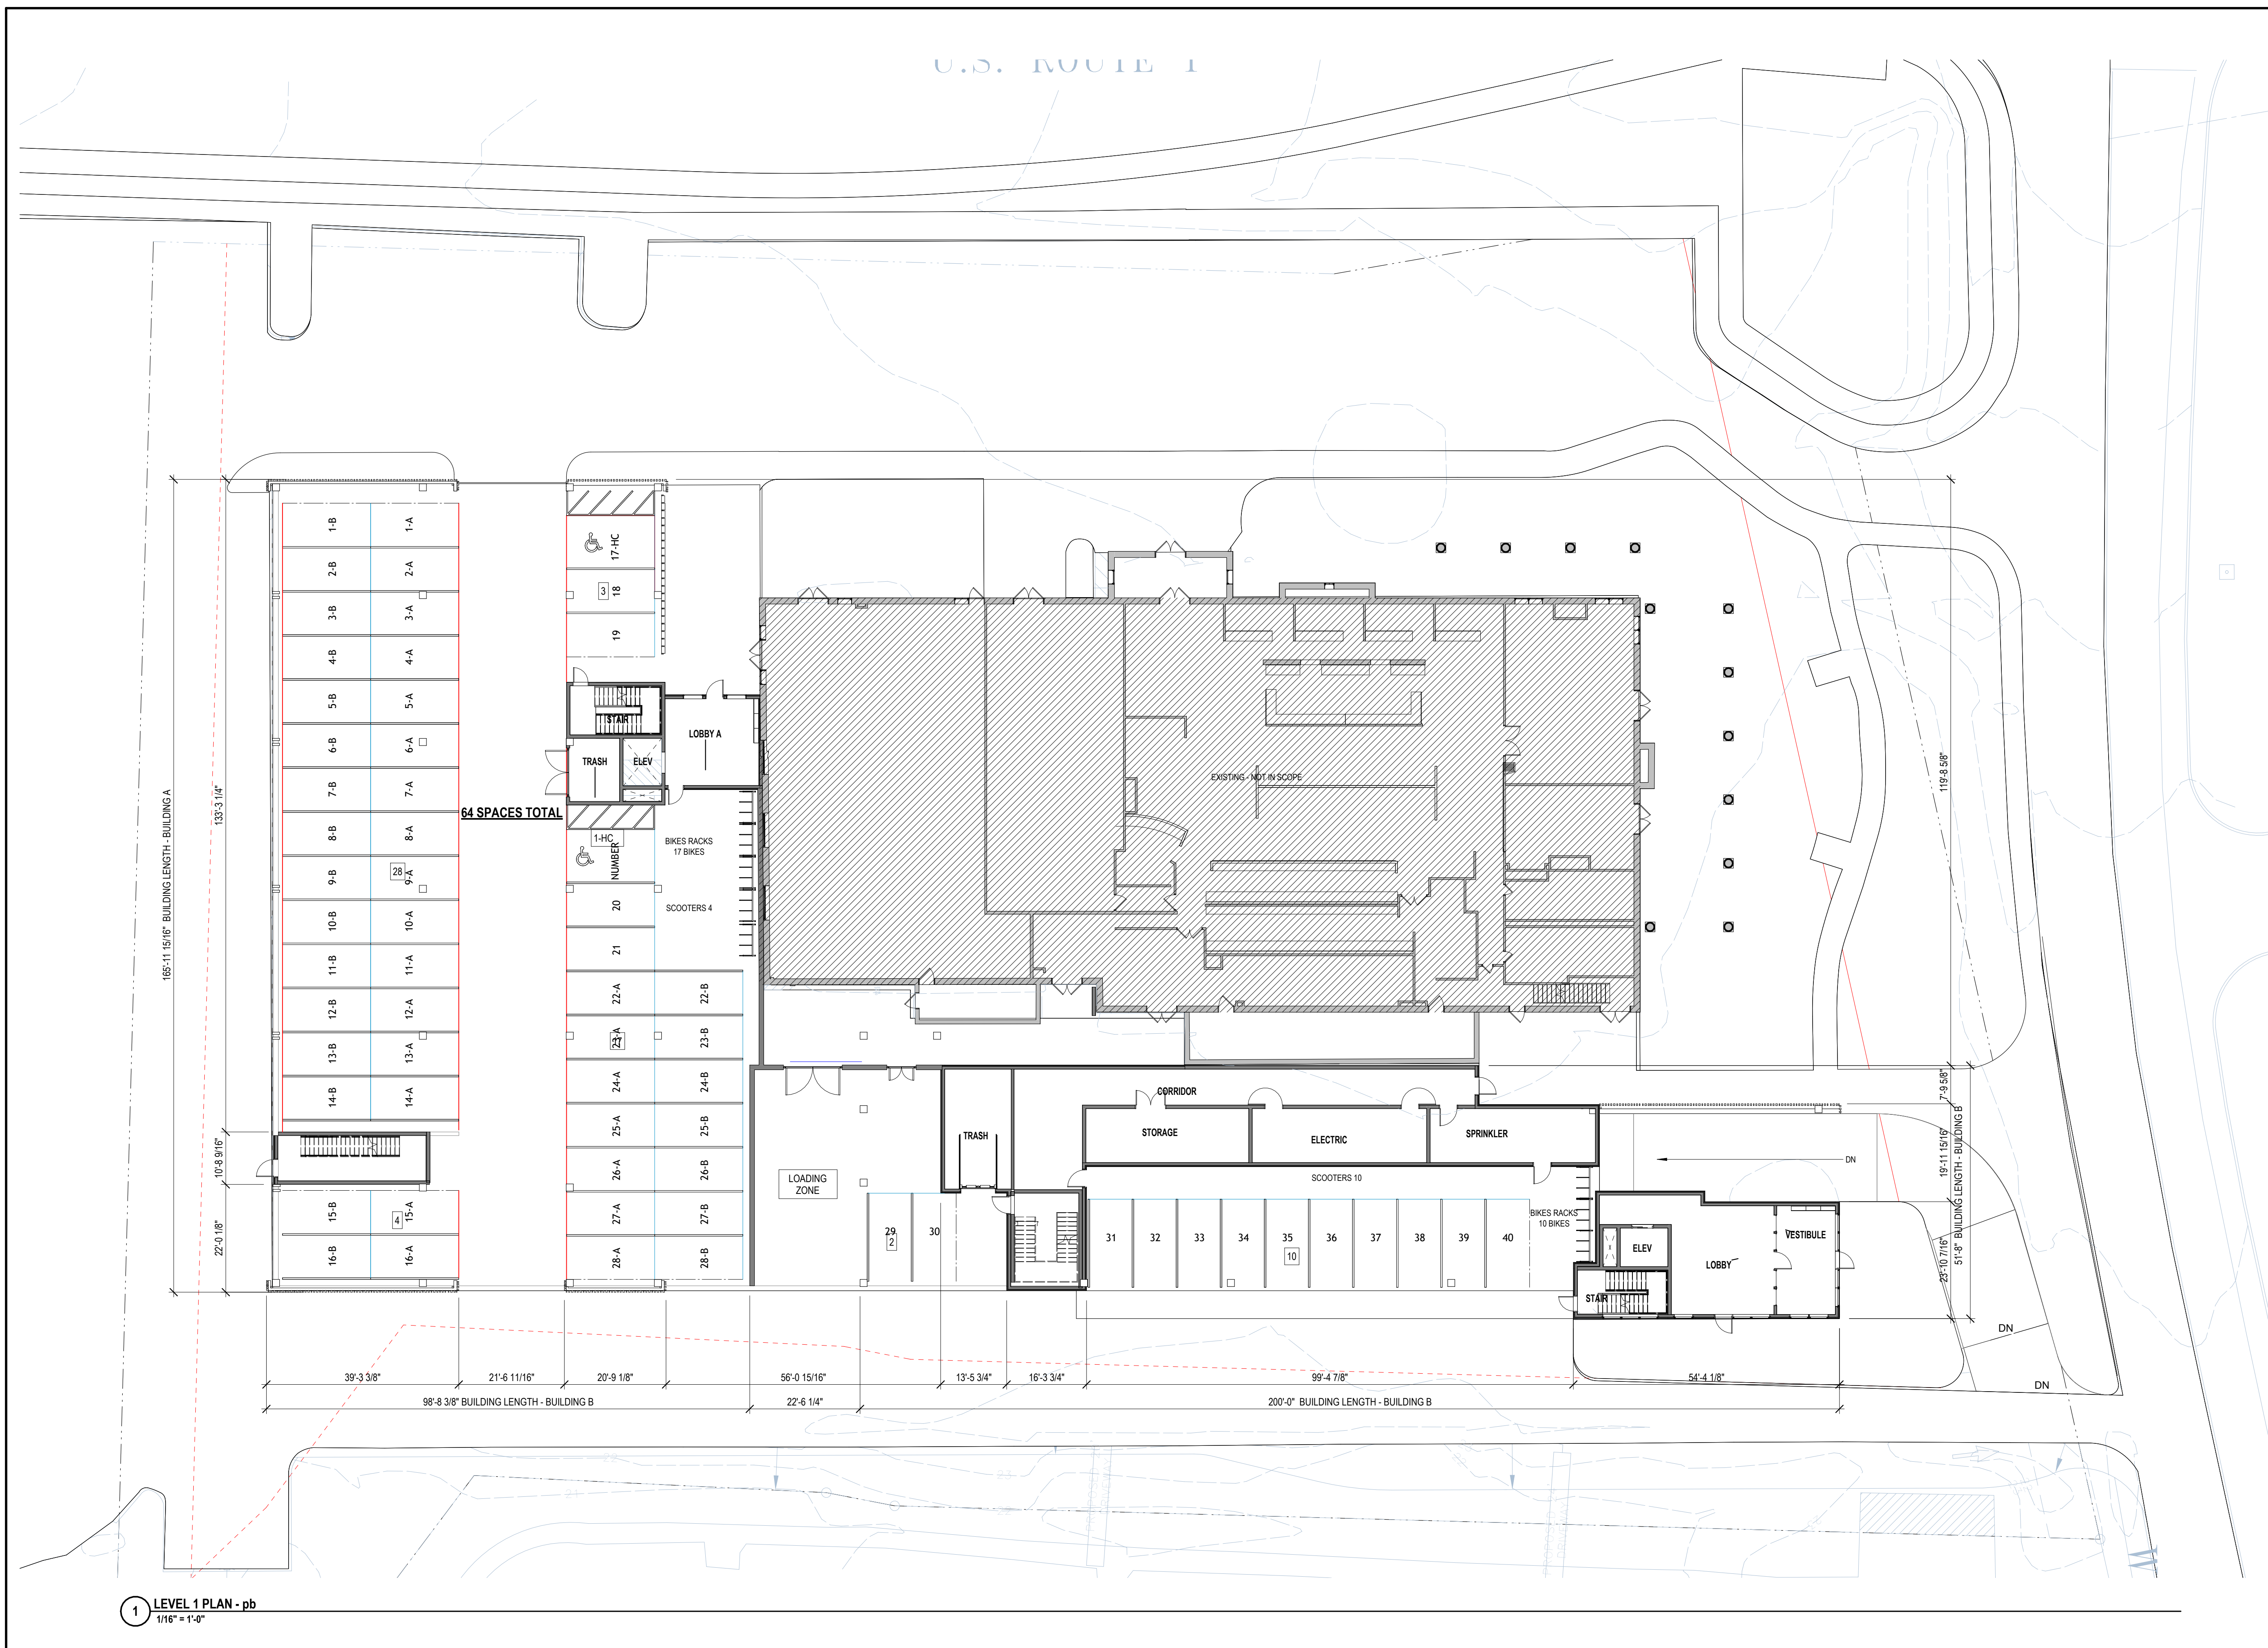 U.S. ROUTE 1
1-B
1-A
2-B
2-A
3-B
3-A
4-B
4-A
5-B
5-A
6-B
6-A
7-B
7-A
8-B
8-A
9-B
28
9-A
10-B
10-A
11-B
11-A
12-B
12-A
13-B
13-A
14-B
14-A
15-B
4
15-A
16-B
16-A
165'-11 15/16" BUILDING LENGTH - BUILDING A
133'-3 1/4"
10'-8 9/16"
22'-0 1/8"
64 SPACES TOTAL
17-HC
3
18
19
STAIR
LOBBY A
TRASH
ELEV
1-HC
NUMBER
BIKES RACKS
17 BIKES
20
SCOOTERS 4
21
22-A
22-B
23-A
17
23-B
24-A
24-B
25-A
25-B
26-A
26-B
27-A
27-B
28-A
28-B
EXISTING - NOT IN SCOPE
LOADING
ZONE
TRASH
CORRIDOR
STORAGE
ELECTRIC
SPRINKLER
SCOOTERS 10
29
2
30
31
32
33
34
35
10
36
37
38
39
40
BIKES RACKS
10 BIKES
ELEV
STAIR
LOBBY
VESTIBULE
DN
119'-8 5/8"
7'-9 5/8"
19'-11 15/16"
23'-10 7/16"
51'-8" BUILDING LENGTH - BUILDING B
DN
DN
39'-3 3/8"
21'-6 11/16"
20'-9 1/8"
56'-0 15/16"
13'-5 3/4"
16'-3 3/4"
99'-4 7/8"
54'-4 1/8"
98'-8 3/8" BUILDING LENGTH - BUILDING B
22'-6 1/4"
200'-0" BUILDING LENGTH - BUILDING B
1
LEVEL 1 PLAN - pb
1/16" = 1'-0"